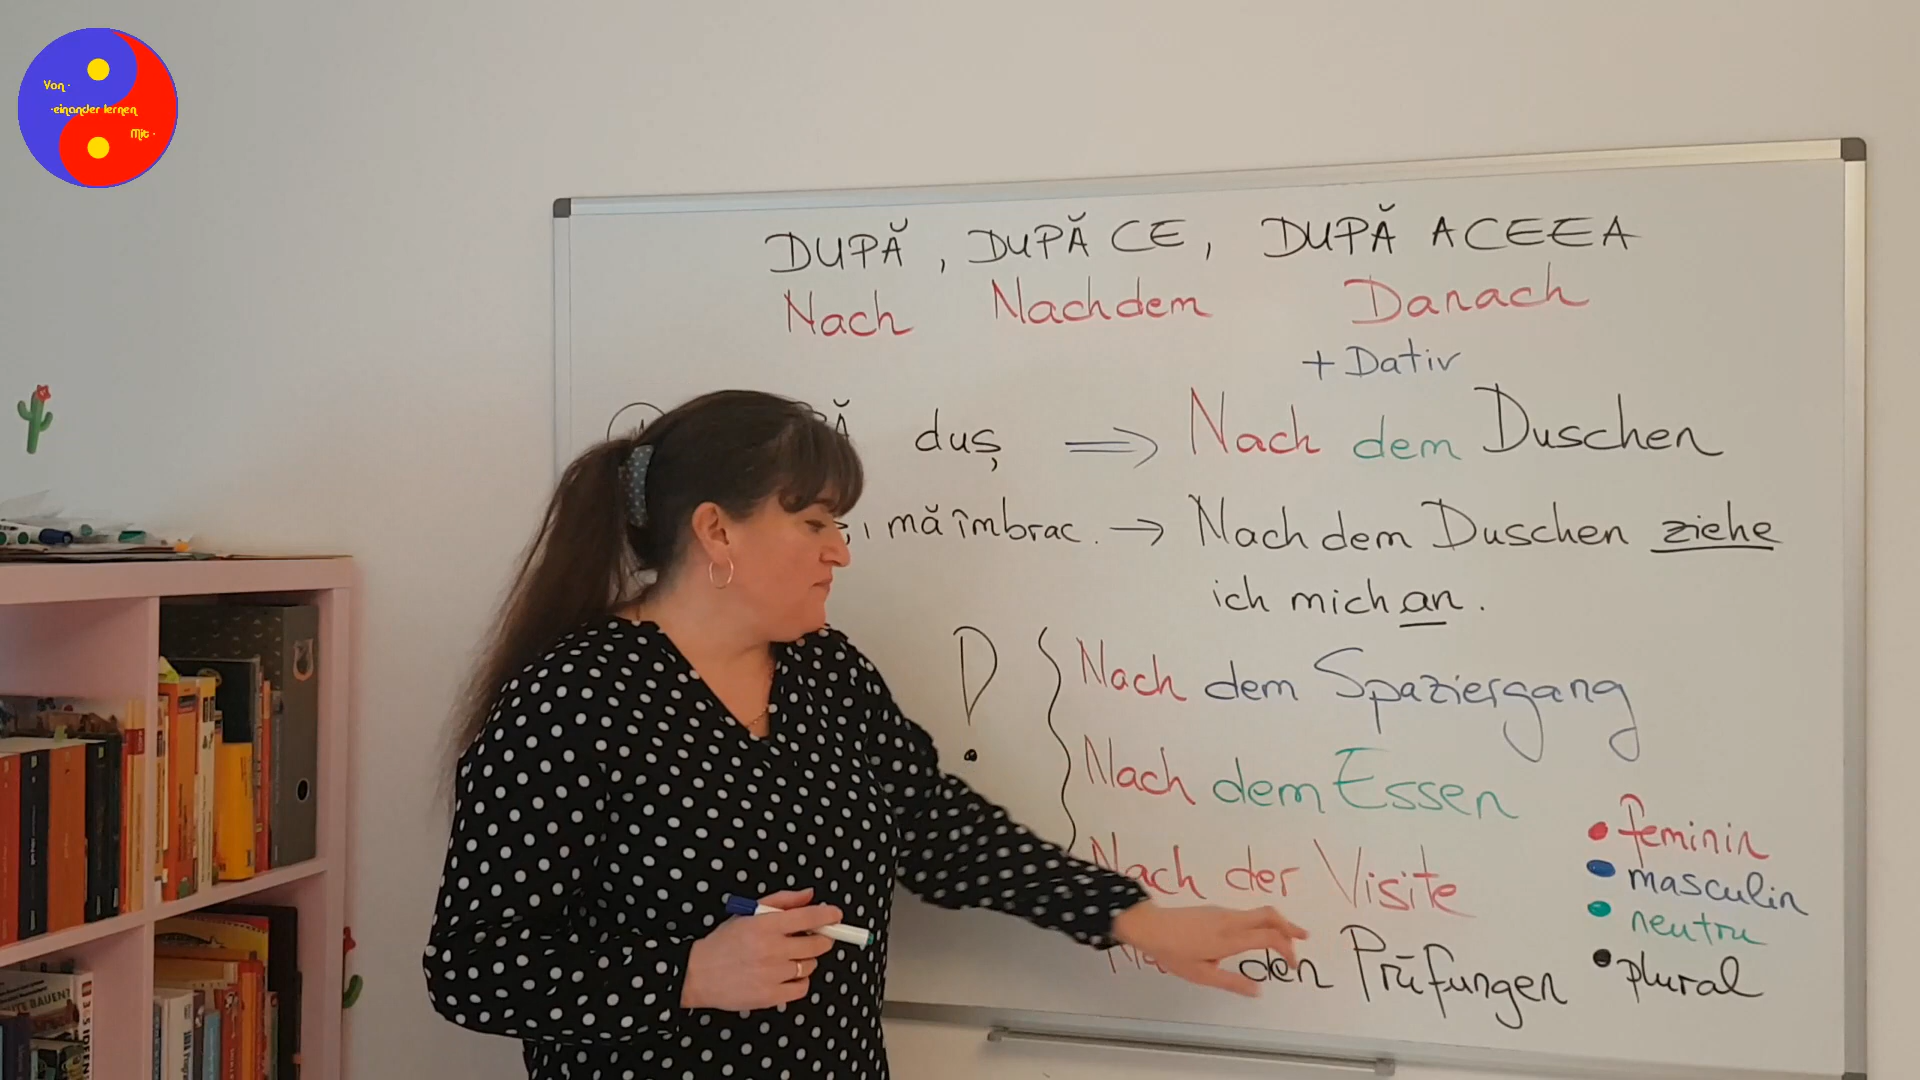 Von ·
· einander lernen
Mit ·
DUPĂ, DUPĂ CE, DUPĂ ACEEA
Nach Nachdem Danach
+ Dativ
duș ⇒ Nach dem Duschen
, mă îmbrac. → Nach dem Duschen ziehe
ich mich an.
Nach dem Spaziergang
Nach dem Essen
Nach der Visite
den Prüfungen
• feminin
• masculin
• neutru
• plural
BAUEN?